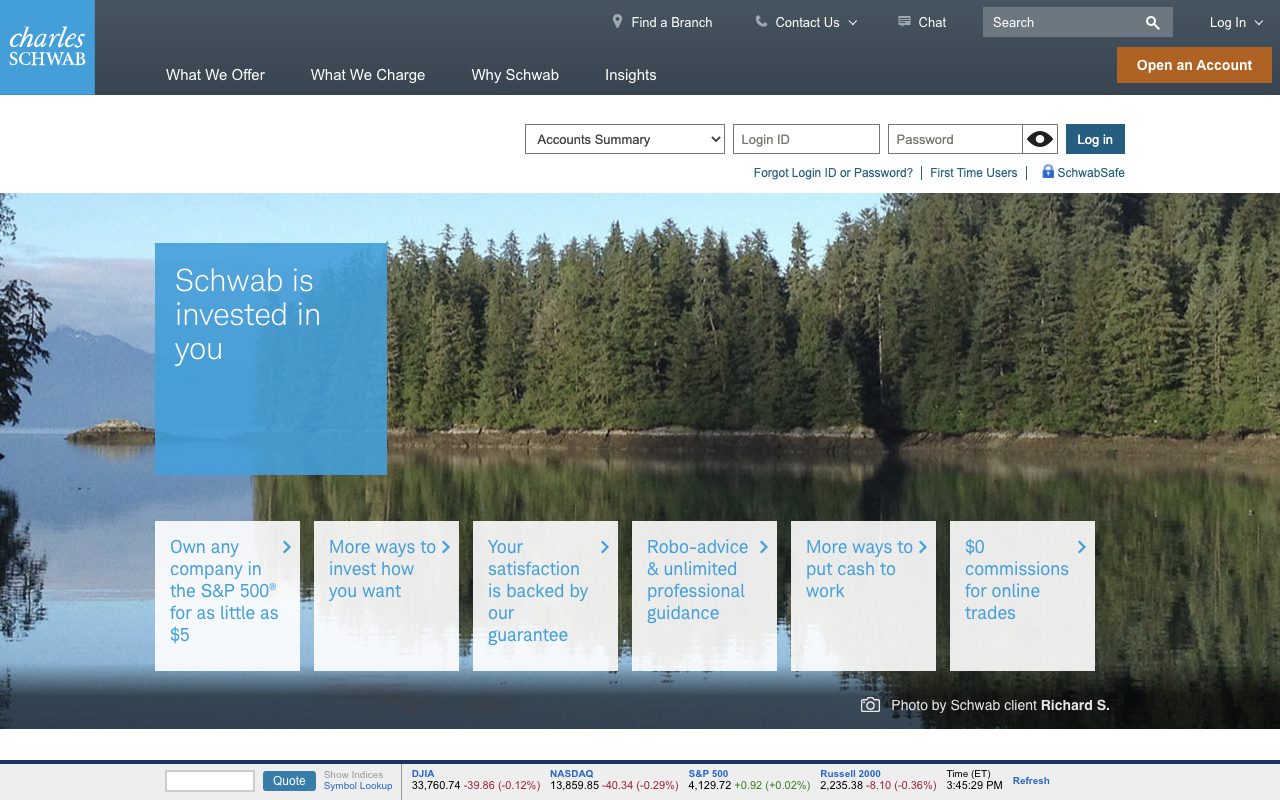 charles
SCHWAB
Find a Branch
Contact Us
Chat
Search
Log In
What We Offer
What We Charge
Why Schwab
Insights
Open an Account
Accounts Summary
Login ID
Password
Log in
Forgot Login ID or Password?
First Time Users
SchwabSafe
Schwab is
invested in
you
Own any
company in
the S&P 500®
for as little as
$5
More ways to
invest how
you want
Your
satisfaction
is backed by
our
guarantee
Robo-advice
& unlimited
professional
guidance
More ways to
put cash to
work
$0
commissions
for online
trades
Photo by Schwab client Richard S.
Quote
Show Indices
Symbol Lookup
DJIA
33,760.74 -39.86 (-0.12%)
NASDAQ
13,859.85 -40.34 (-0.29%)
S&P 500
4,129.72 +0.92 (+0.02%)
Russell 2000
2,235.38 -8.10 (-0.36%)
Time (ET)
3:45:29 PM
Refresh